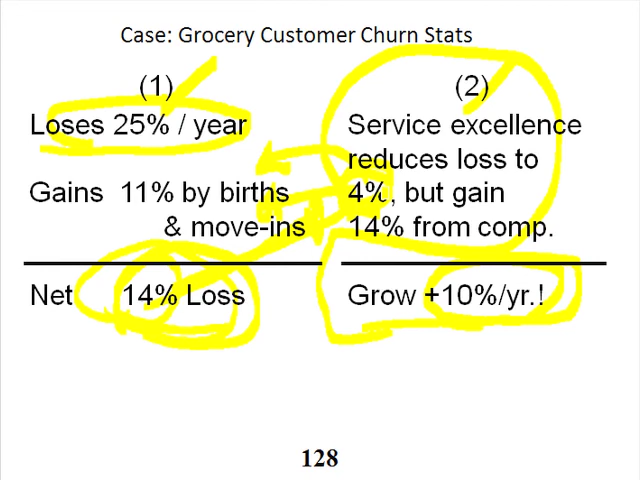 Case: Grocery Customer Churn Stats
(1)
Loses 25% / year
Gains 11% by births
& move-ins
Net 14% Loss
(2)
Service excellence
reduces loss to
4%, but gain
14% from comp.
Grow +10%/yr.!
128